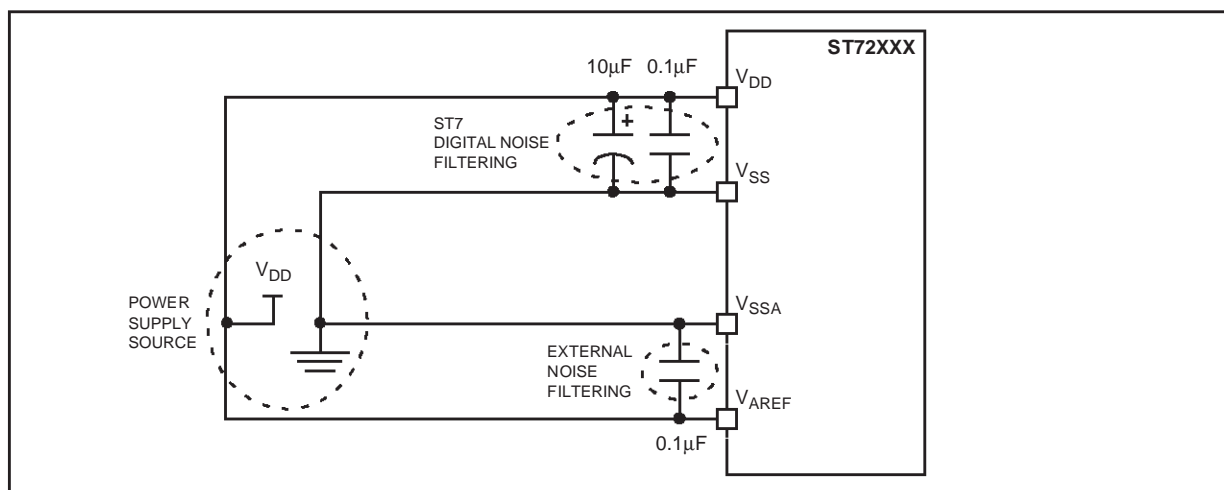 ST72XXX
10μF 0.1μF
VDD
ST7
DIGITAL NOISE
FILTERING
+
VSS
VDD
POWER
SUPPLY
SOURCE
VSSA
EXTERNAL
NOISE
FILTERING
VAREF
0.1μF